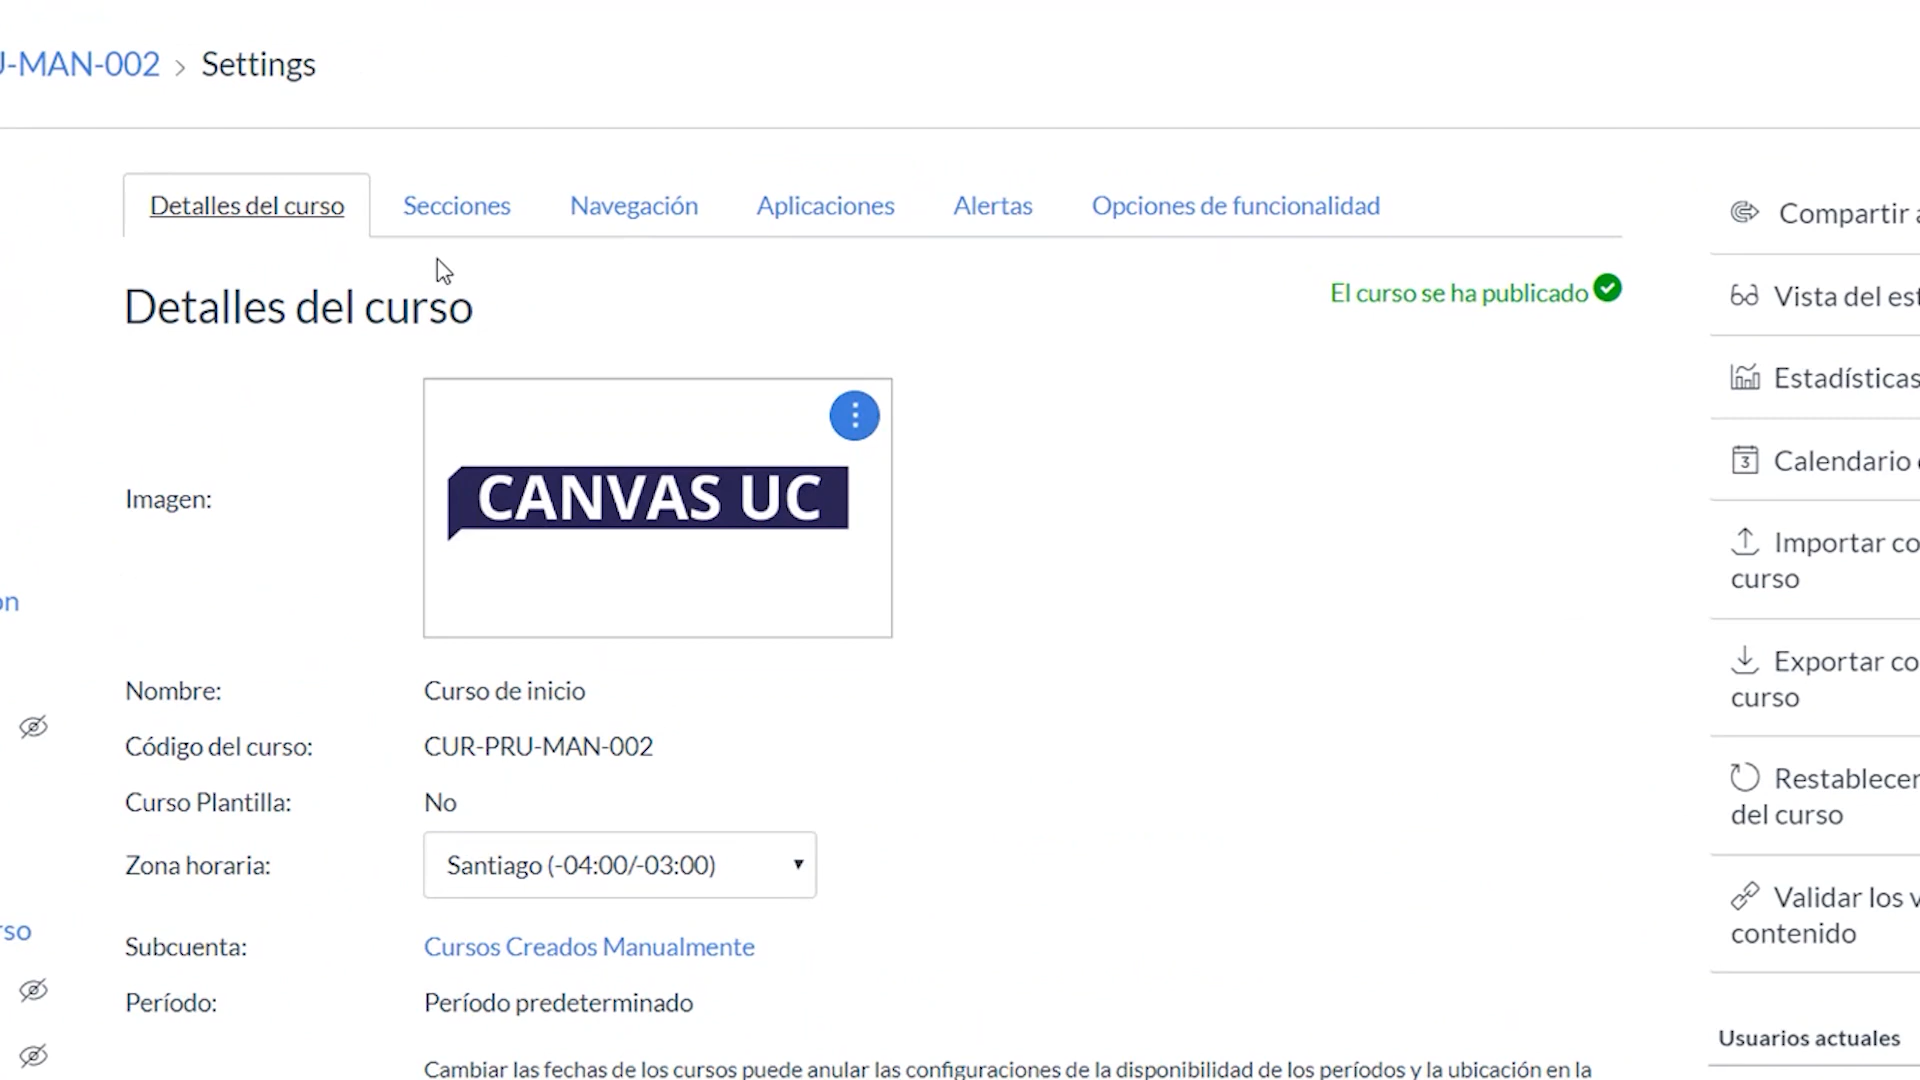 J-MAN-002 > Settings
Detalles del curso
Secciones
Navegación
Aplicaciones
Alertas
Opciones de funcionalidad
Detalles del curso
El curso se ha publicado
Imagen:
CANVAS UC
Nombre:
Curso de inicio
Código del curso:
CUR-PRU-MAN-002
Curso Plantilla:
No
Zona horaria:
Santiago (-04:00/-03:00)
Subcuenta:
Cursos Creados Manualmente
Período:
Período predeterminado
Cambiar las fechas de los cursos puede anular las configuraciones de la disponibilidad de los períodos y la ubicación en la
ón
rso
Compartir a
Vista del est
Estadísticas
3
Calendario
Importar co
curso
Exportar co
curso
Restablecer
del curso
Validar los v
contenido
Usuarios actuales